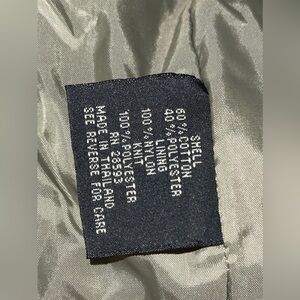 SHELL
60% COTTON
40% POLYESTER
LINING
100% NYLON
KNIT
100% POLYESTER
RN 28593
MADE IN THAILAND
SEE REVERSE FOR CARE